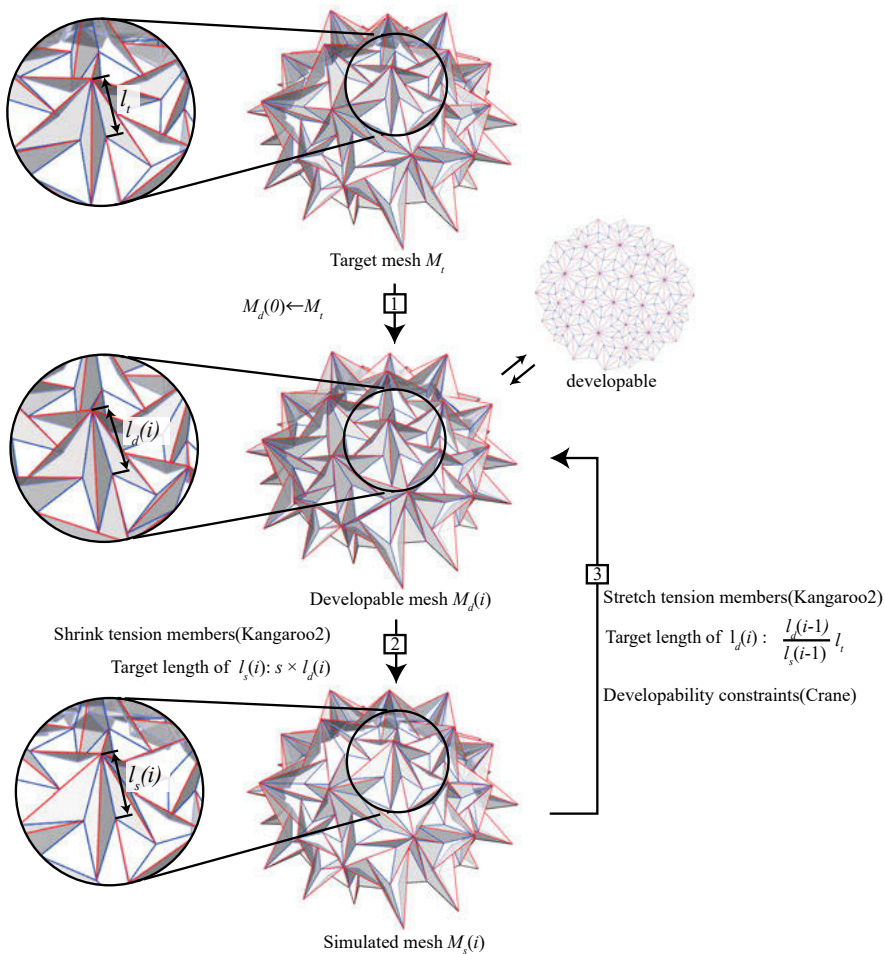 l_t
Target mesh M_t
1
M_d(0)←M_t
developable
l_d(i)
Developable mesh M_d(i)
3
Stretch tension members(Kangaroo2)
Target length of l_d(i) : l_d(i-1)/l_s(i-1) l_t
Developability constraints(Crane)
Shrink tension members(Kangaroo2)
2
Target length of l_s(i): s × l_d(i)
l_s(i)
Simulated mesh M_s(i)